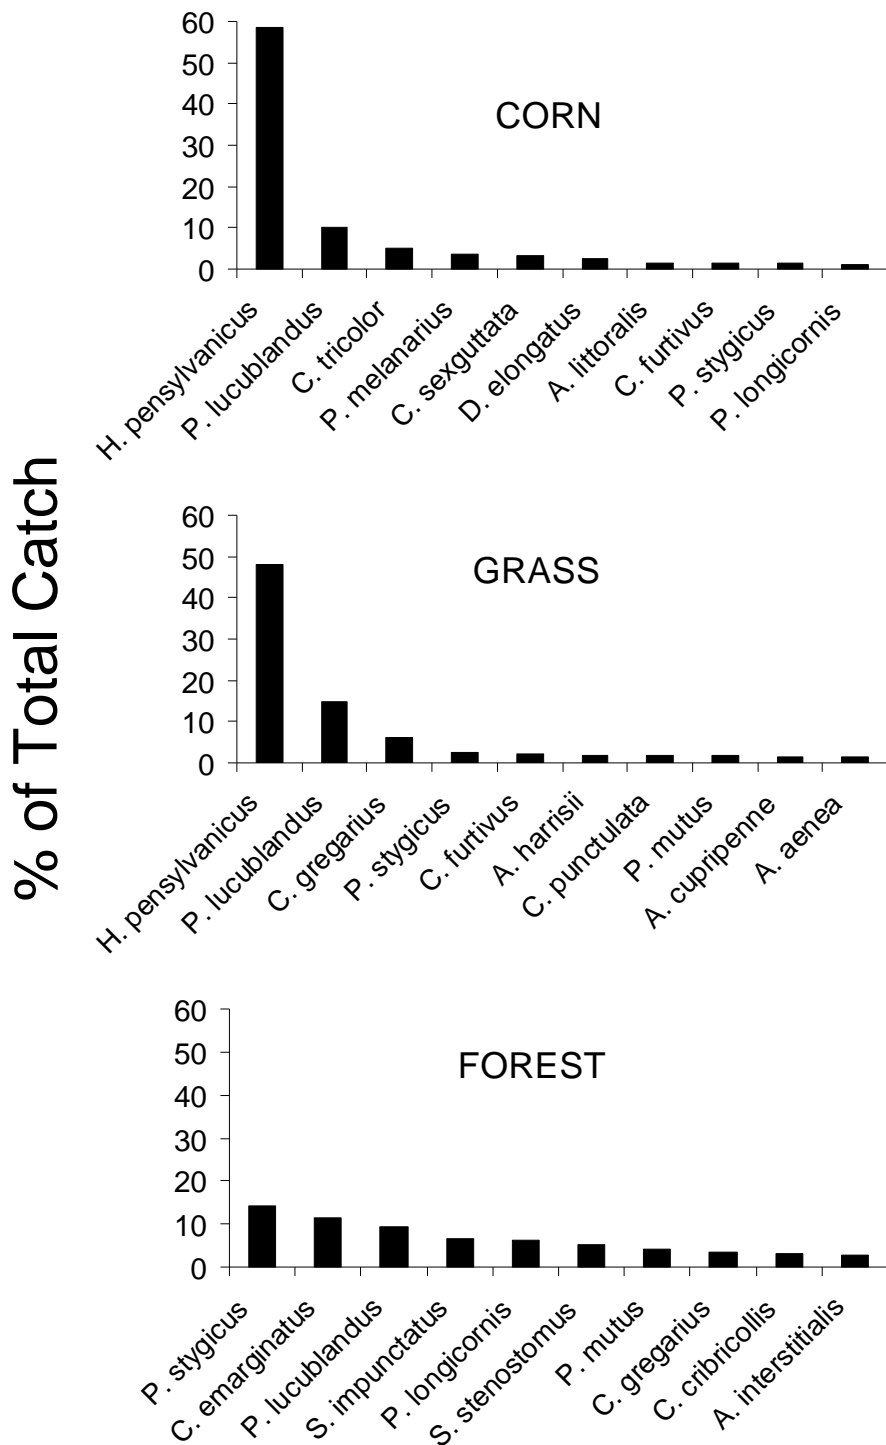 % of Total Catch
CORN
60
50
40
30
20
10
0
H. pensylvanicus
P. lucublandus
C. tricolor
P. melanarius
C. sexguttata
D. elongatus
A. littoralis
C. furtivus
P. stygicus
P. longicornis
GRASS
60
50
40
30
20
10
0
H. pensylvanicus
P. lucublandus
C. gregarius
P. stygicus
C. furtivus
A. harrisii
C. punctulata
P. mutus
A. cupripenne
A. aenea
FOREST
60
50
40
30
20
10
0
P. stygicus
C. emarginatus
P. lucublandus
S. impunctatus
P. longicornis
S. stenostomus
P. mutus
C. gregarius
C. cribricollis
A. interstitialis